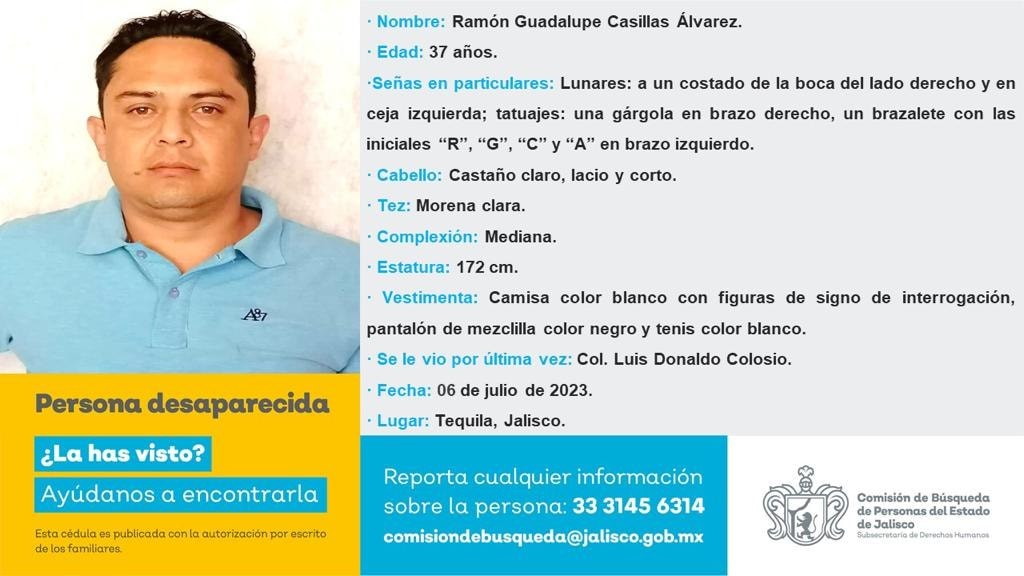 · Nombre: Ramón Guadalupe Casillas Álvarez.
· Edad: 37 años.
·Señas en particulares: Lunares: a un costado de la boca del lado derecho y en
ceja izquierda; tatuajes: una gárgola en brazo derecho, un brazalete con las
iniciales “R”, “G”, “C” y “A” en brazo izquierdo.
· Cabello: Castaño claro, lacio y corto.
· Tez: Morena clara.
· Complexión: Mediana.
· Estatura: 172 cm.
· Vestimenta: Camisa color blanco con figuras de signo de interrogación,
pantalón de mezclilla color negro y tenis color blanco.
· Se le vio por última vez: Col. Luis Donaldo Colosio.
· Fecha: 06 de julio de 2023.
· Lugar: Tequila, Jalisco.
A87
Persona desaparecida
¿La has visto?
Ayúdanos a encontrarla
Esta cédula es publicada con la autorización por escrito
de los familiares.
Reporta cualquier información
sobre la persona: 33 3145 6314
comisiondebusqueda@jalisco.gob.mx
Comisión de Búsqueda
de Personas del Estado
de Jalisco
Subsecretaría de Derechos Humanos